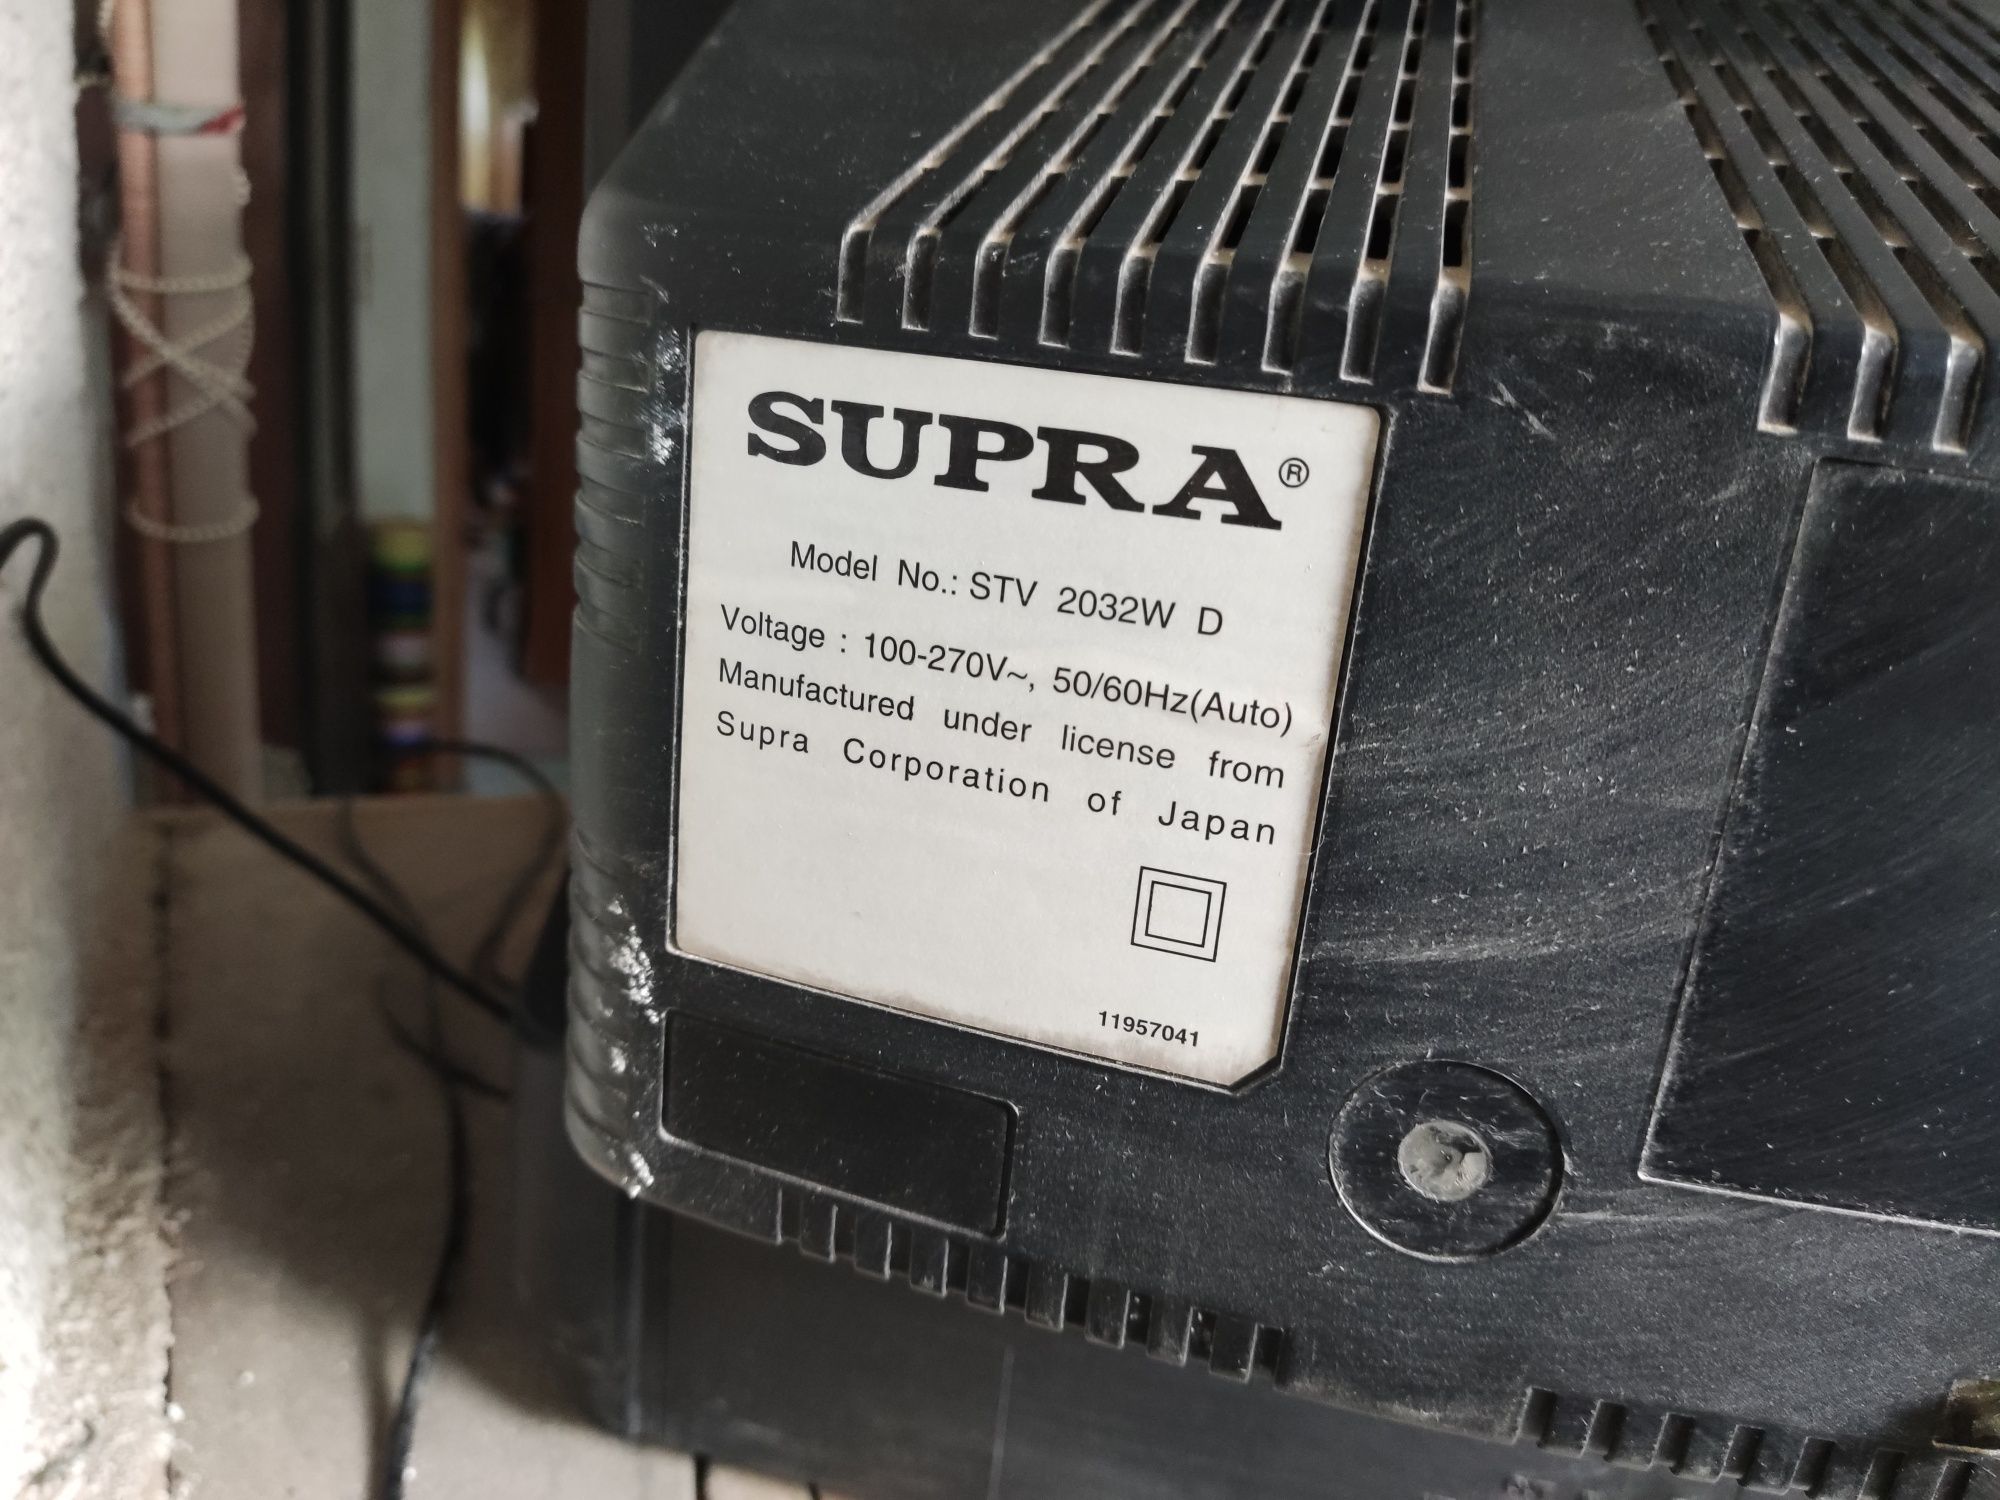 SUPRA®
Model No.: STV 2032W D
Voltage : 100-270V~, 50/60Hz(Auto)
Manufactured under license from
Supra Corporation of Japan
11957041